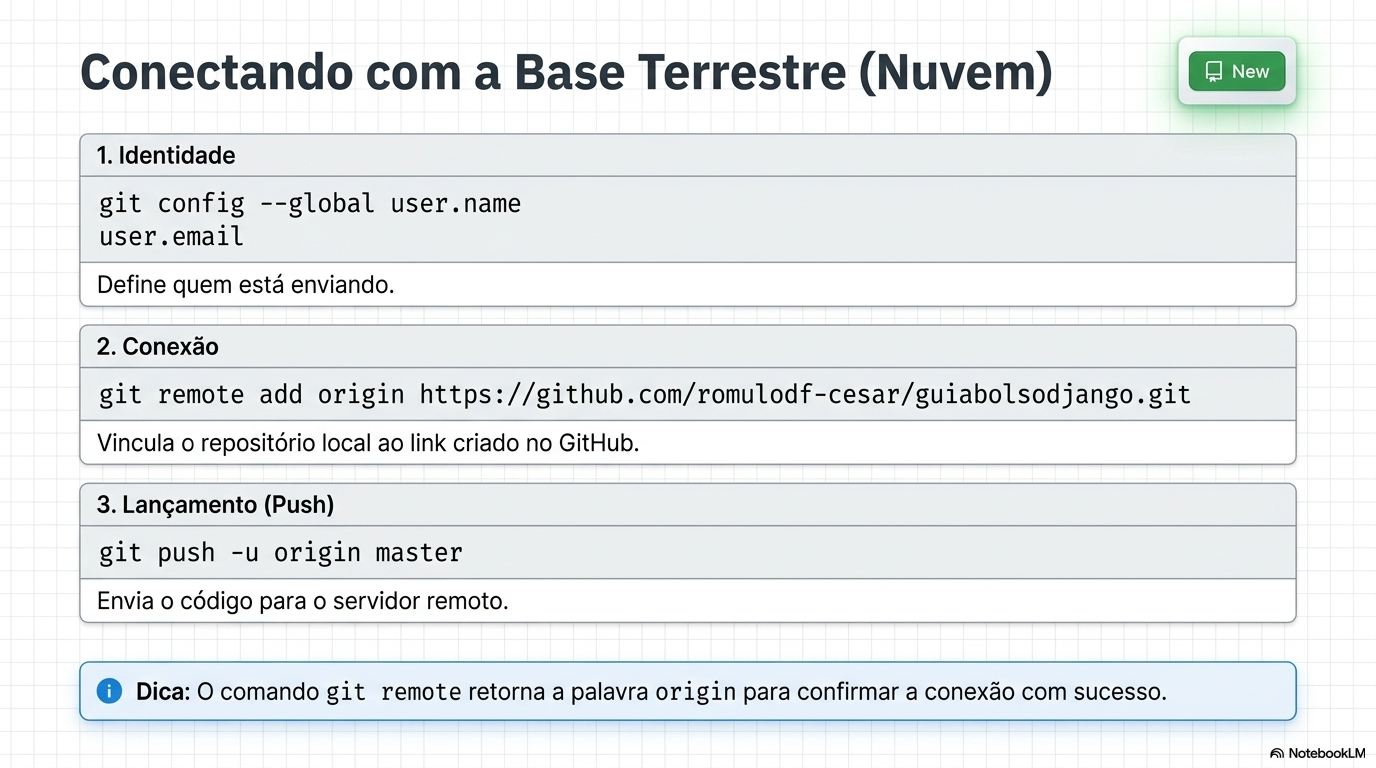 Conectando com a Base Terrestre (Nuvem)
New
1. Identidade
git config --global user.name
user.email
Define quem está enviando.
2. Conexão
git remote add origin https://github.com/romulodf-cesar/guiabolsodjango.git
Vincula o repositório local ao link criado no GitHub.
3. Lançamento (Push)
git push -u origin master
Envia o código para o servidor remoto.
Dica: O comando git remote retorna a palavra origin para confirmar a conexão com sucesso.
NotebookLM